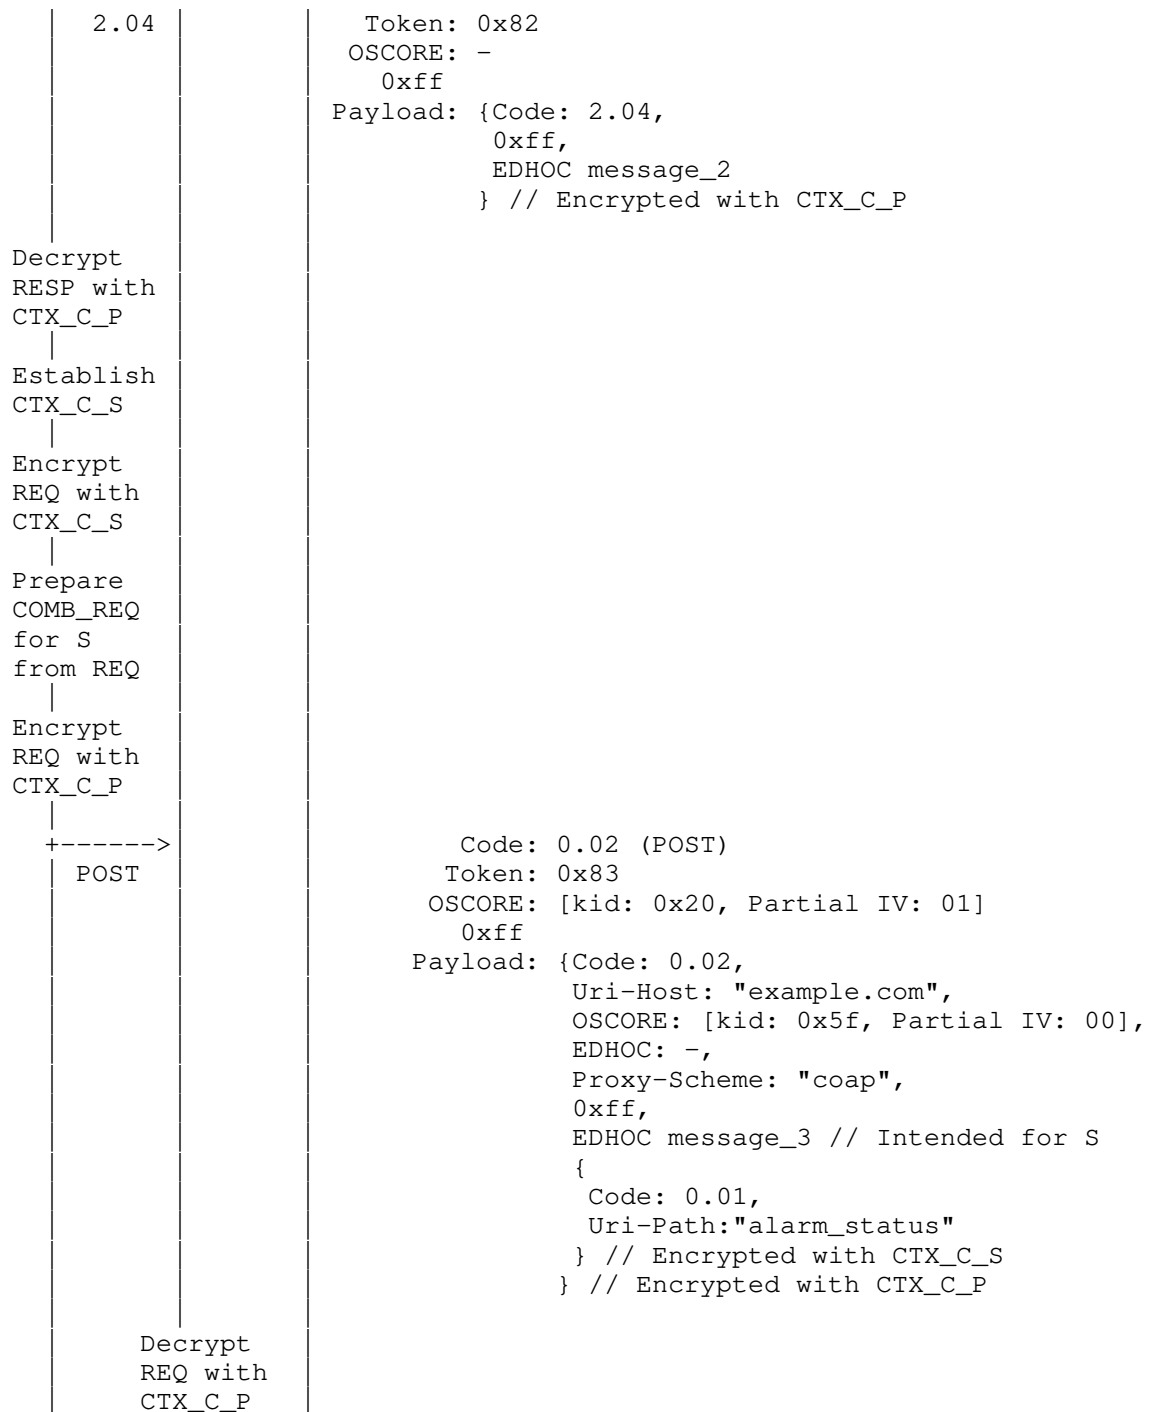 2.04 Token: 0x82
OSCORE: -
0xff
Payload: {Code: 2.04,
0xff,
EDHOC message_2
} // Encrypted with CTX_C_P
Decrypt
RESP with
CTX_C_P
Establish
CTX_C_S
Encrypt
REQ with
CTX_C_S
Prepare
COMB_REQ
for S
from REQ
Encrypt
REQ with
CTX_C_P
+------> Code: 0.02 (POST)
POST Token: 0x83
OSCORE: [kid: 0x20, Partial IV: 01]
0xff
Payload: {Code: 0.02,
Uri-Host: "example.com",
OSCORE: [kid: 0x5f, Partial IV: 00],
EDHOC: -,
Proxy-Scheme: "coap",
0xff,
EDHOC message_3 // Intended for S
{
Code: 0.01,
Uri-Path:"alarm_status"
} // Encrypted with CTX_C_S
} // Encrypted with CTX_C_P
Decrypt
REQ with
CTX_C_P